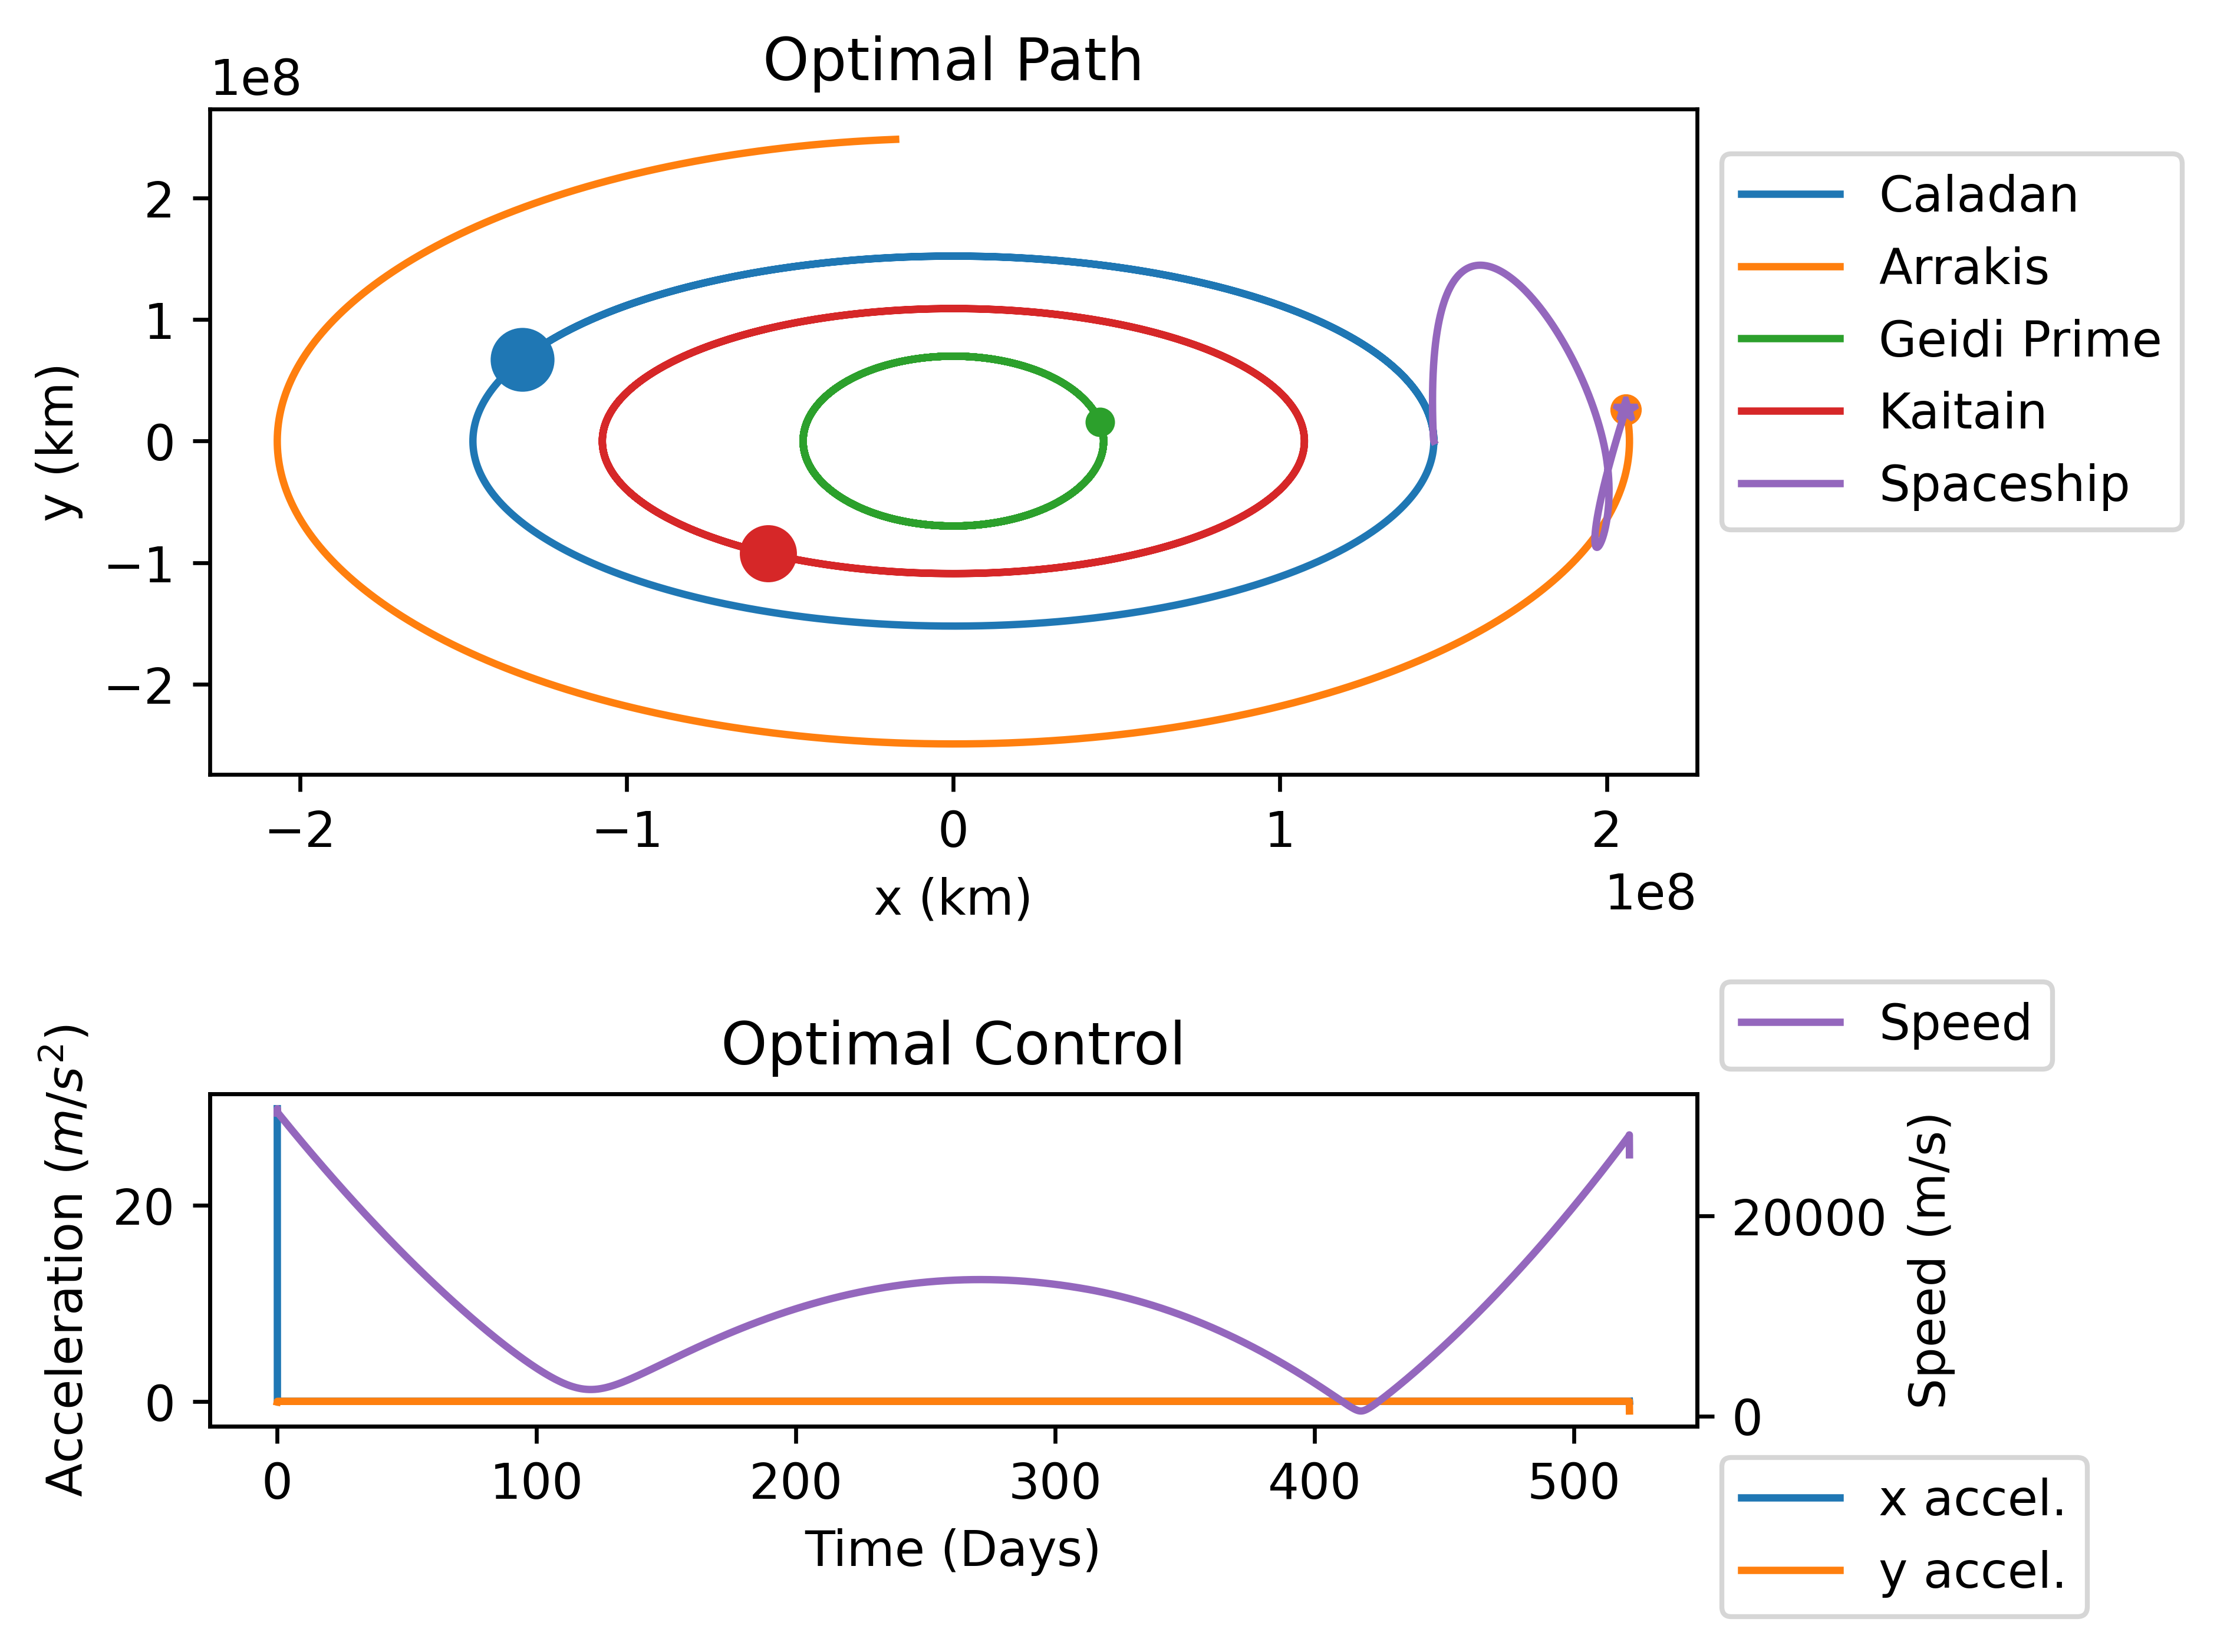 Optimal Path
1e8
2
1
0
−1
−2
y (km)
−2
−1
0
1
2
1e8
x (km)
Caladan
Arrakis
Geidi Prime
Kaitain
Spaceship
Optimal Control
Speed
Acceleration (m/s²)
20
0
20000
0
Speed (m/s)
0
100
200
300
400
500
Time (Days)
x accel.
y accel.